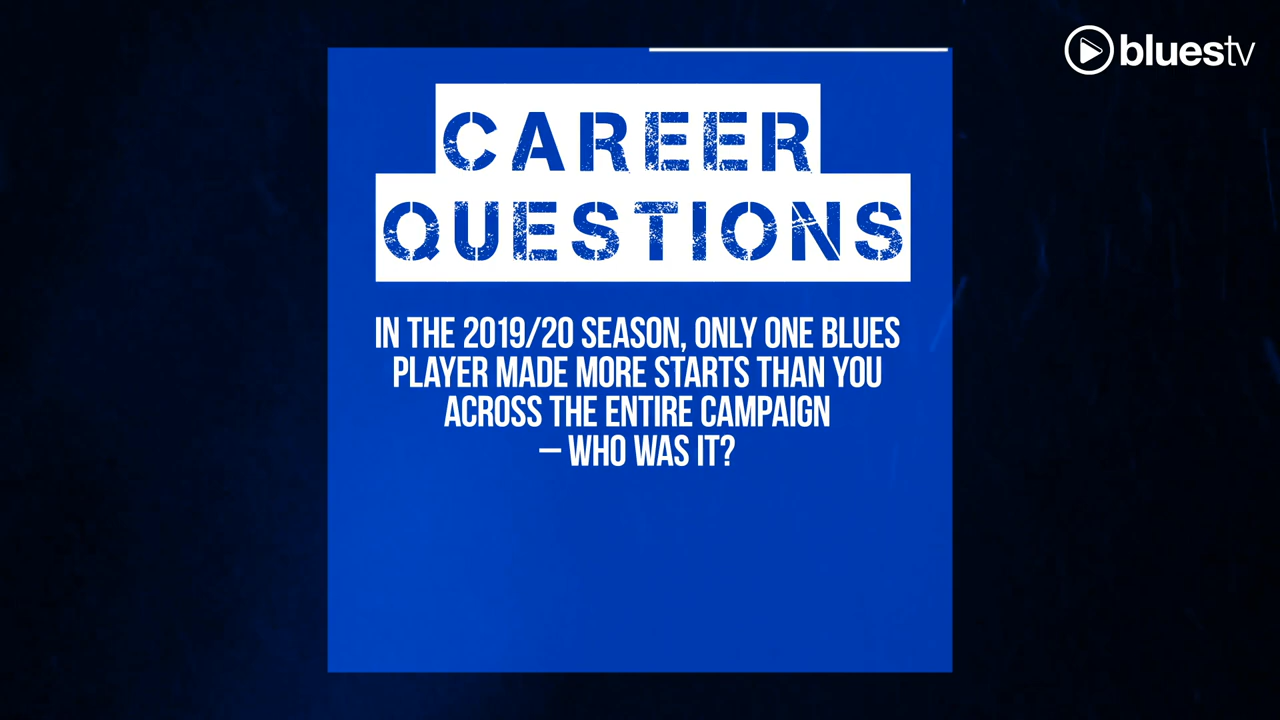 bluestv
CAREER
QUESTIONS
IN THE 2019/20 SEASON, ONLY ONE BLUES
PLAYER MADE MORE STARTS THAN YOU
ACROSS THE ENTIRE CAMPAIGN
– WHO WAS IT?